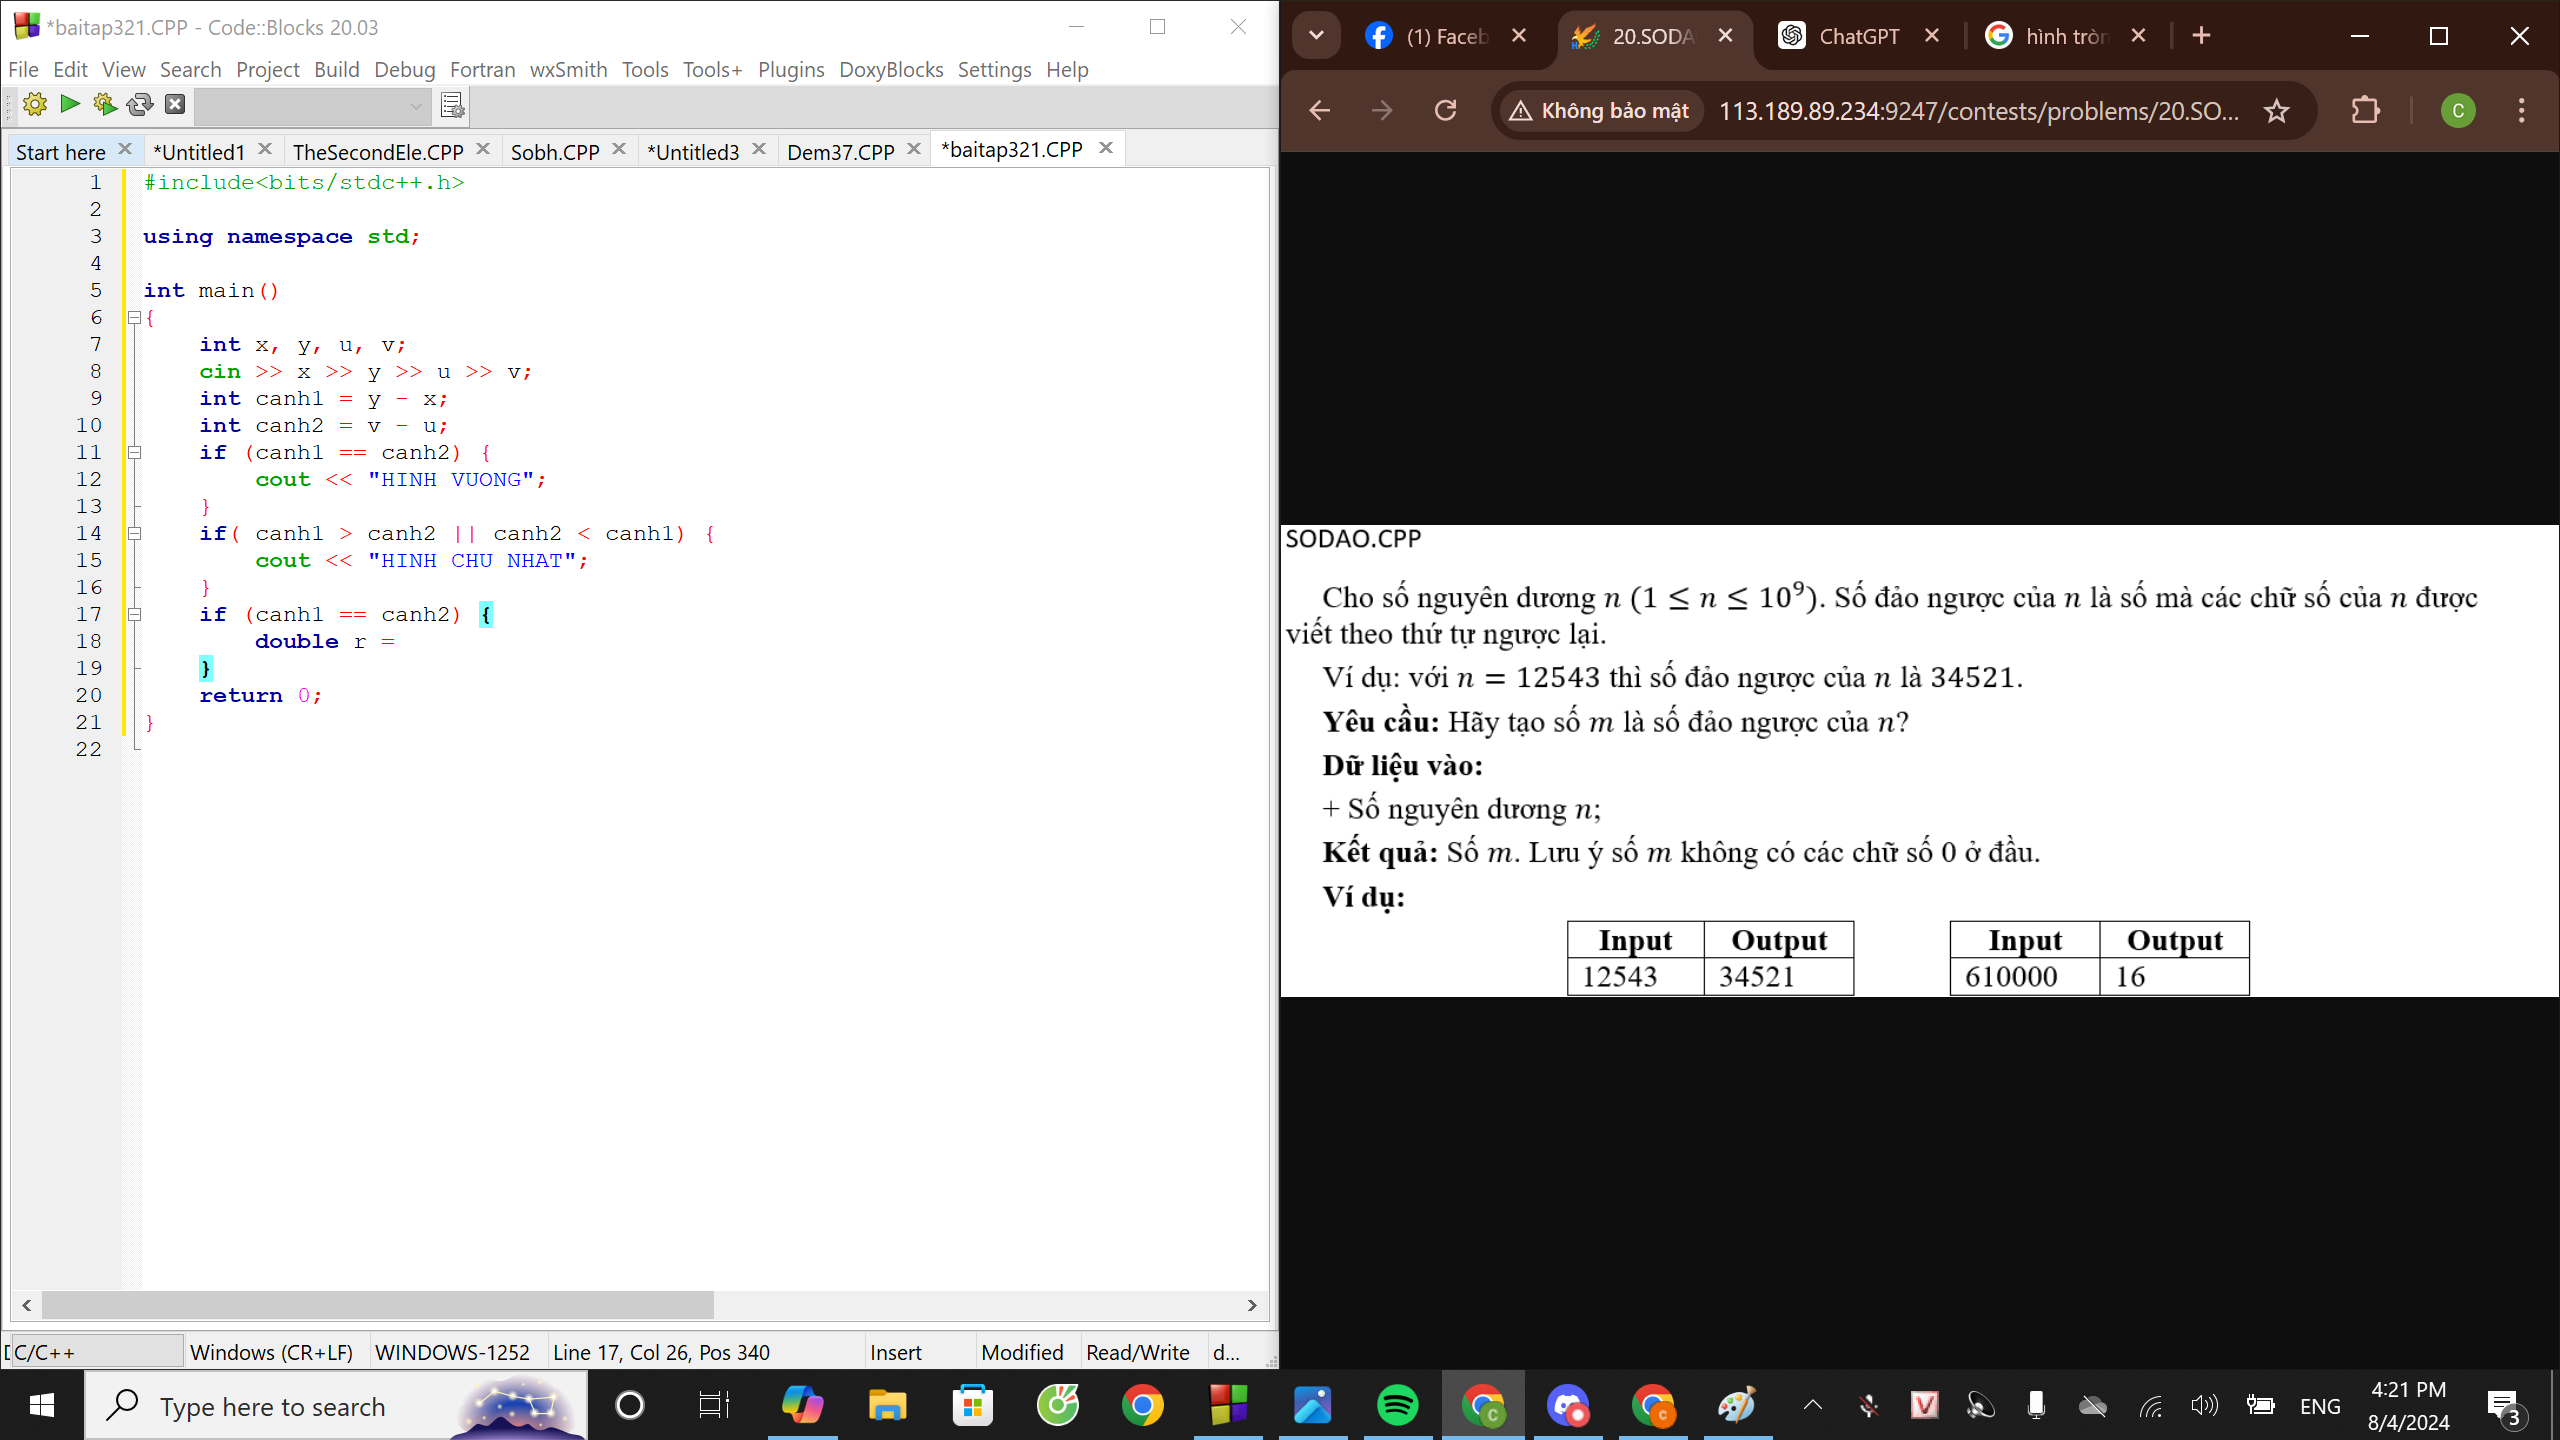 *baitap321.CPP - Code::Blocks 20.03
File Edit View Search Project Build Debug Fortran wxSmith Tools Tools+ Plugins DoxyBlocks Settings Help
Start here *Untitled1 TheSecondEle.CPP Sobh.CPP *Untitled3 Dem37.CPP *baitap321.CPP
1 #include<bits/stdc++.h>
2
3 using namespace std;
4
5 int main()
6 {
7 int x, y, u, v;
8 cin >> x >> y >> u >> v;
9 int canh1 = y - x;
10 int canh2 = v - u;
11 if (canh1 == canh2) {
12 cout << "HINH VUONG";
13 }
14 if( canh1 > canh2 || canh2 < canh1) {
15 cout << "HINH CHU NHAT";
16 }
17 if (canh1 == canh2) {
18 double r =
19 }
20 return 0;
21 }
22
C/C++ Windows (CR+LF) WINDOWS-1252 Line 17, Col 26, Pos 340 Insert Modified Read/Write d...
(1) Faceb 20.SODA ChatGPT hình tròn
Không bảo mật 113.189.89.234:9247/contests/problems/20.SO... C
SODAO.CPP
Cho số nguyên dương n (1 ≤ n ≤ 10⁹). Số đảo ngược của n là số mà các chữ số của n được
viết theo thứ tự ngược lại.
Ví dụ: với n = 12543 thì số đảo ngược của n là 34521.
Yêu cầu: Hãy tạo số m là số đảo ngược của n?
Dữ liệu vào:
+ Số nguyên dương n;
Kết quả: Số m. Lưu ý số m không có các chữ số 0 ở đầu.
Ví dụ:
Input Output Input Output
12543 34521 610000 16
Type here to search
ENG
4:21 PM
8/4/2024
3